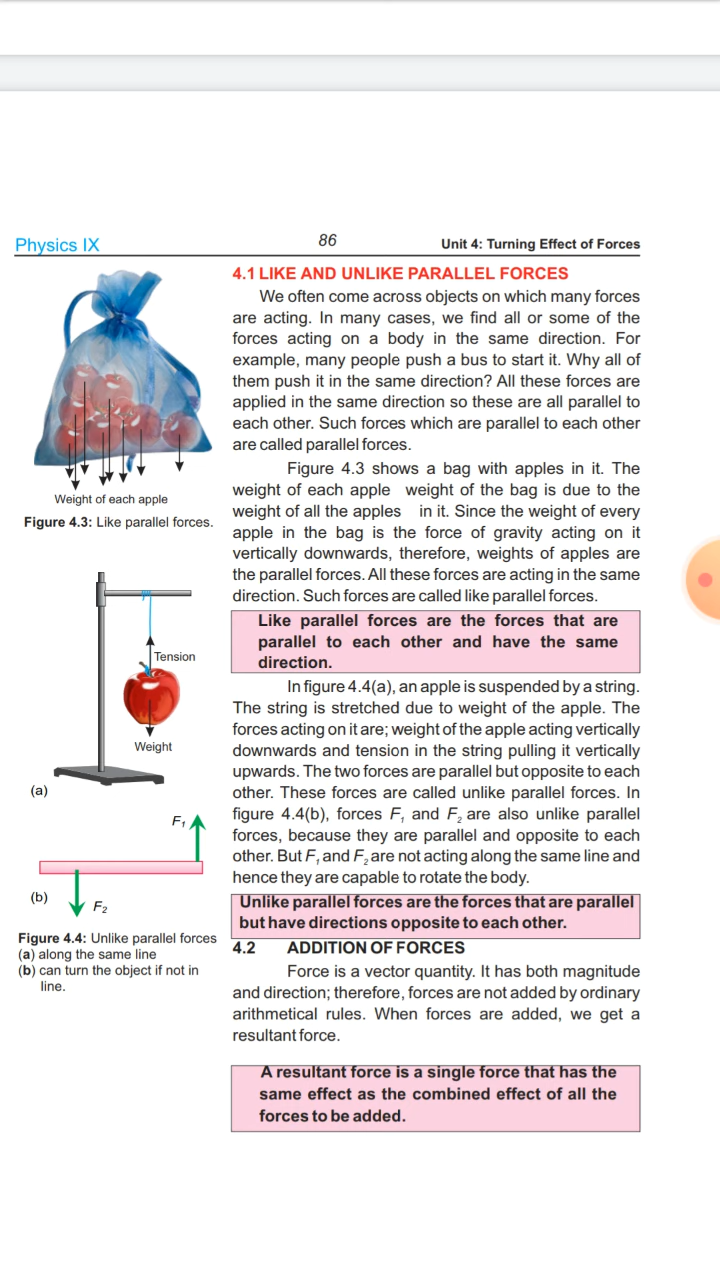 Physics IX
86
Unit 4: Turning Effect of Forces
Weight of each apple
Figure 4.3: Like parallel forces.
Tension
Weight
(a)
F₁
(b)
F₂
Figure 4.4: Unlike parallel forces
(a) along the same line
(b) can turn the object if not in
line.
4.1 LIKE AND UNLIKE PARALLEL FORCES
We often come across objects on which many forces
are acting. In many cases, we find all or some of the
forces acting on a body in the same direction. For
example, many people push a bus to start it. Why all of
them push it in the same direction? All these forces are
applied in the same direction so these are all parallel to
each other. Such forces which are parallel to each other
are called parallel forces.
Figure 4.3 shows a bag with apples in it. The
weight of each apple weight of the bag is due to the
weight of all the apples in it. Since the weight of every
apple in the bag is the force of gravity acting on it
vertically downwards, therefore, weights of apples are
the parallel forces. All these forces are acting in the same
direction. Such forces are called like parallel forces.
Like parallel forces are the forces that are
parallel to each other and have the same
direction.
In figure 4.4(a), an apple is suspended by a string.
The string is stretched due to weight of the apple. The
forces acting on it are; weight of the apple acting vertically
downwards and tension in the string pulling it vertically
upwards. The two forces are parallel but opposite to each
other. These forces are called unlike parallel forces. In
figure 4.4(b), forces F₁ and F₂ are also unlike parallel
forces, because they are parallel and opposite to each
other. But F₁ and F₂ are not acting along the same line and
hence they are capable to rotate the body.
Unlike parallel forces are the forces that are parallel
but have directions opposite to each other.
4.2 ADDITION OF FORCES
Force is a vector quantity. It has both magnitude
and direction; therefore, forces are not added by ordinary
arithmetical rules. When forces are added, we get a
resultant force.
A resultant force is a single force that has the
same effect as the combined effect of all the
forces to be added.